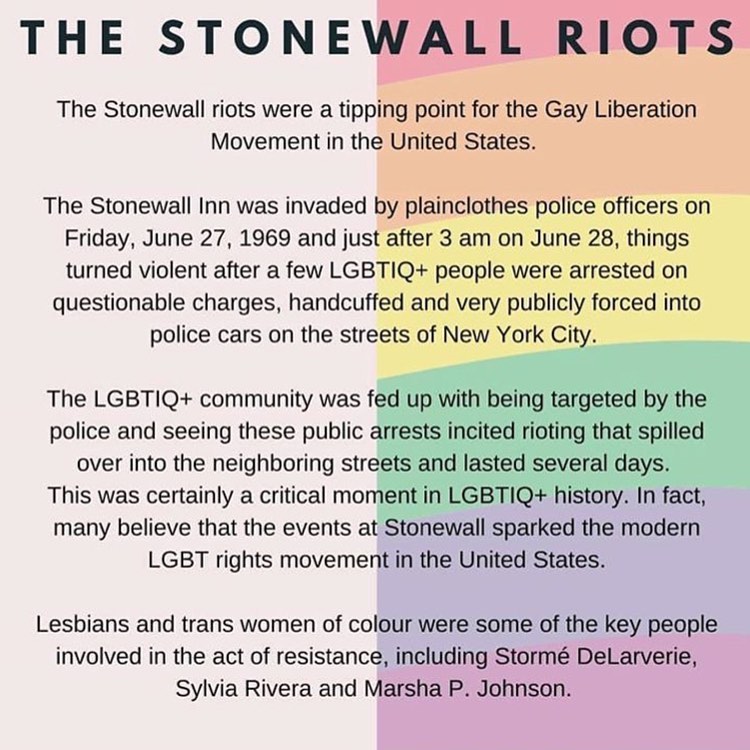 THE STONEWALL RIOTS
The Stonewall riots were a tipping point for the Gay Liberation
Movement in the United States.
The Stonewall Inn was invaded by plainclothes police officers on
Friday, June 27, 1969 and just after 3 am on June 28, things
turned violent after a few LGBTIQ+ people were arrested on
questionable charges, handcuffed and very publicly forced into
police cars on the streets of New York City.
The LGBTIQ+ community was fed up with being targeted by the
police and seeing these public arrests incited rioting that spilled
over into the neighboring streets and lasted several days.
This was certainly a critical moment in LGBTIQ+ history. In fact,
many believe that the events at Stonewall sparked the modern
LGBT rights movement in the United States.
Lesbians and trans women of colour were some of the key people
involved in the act of resistance, including Stormé DeLarverie,
Sylvia Rivera and Marsha P. Johnson.